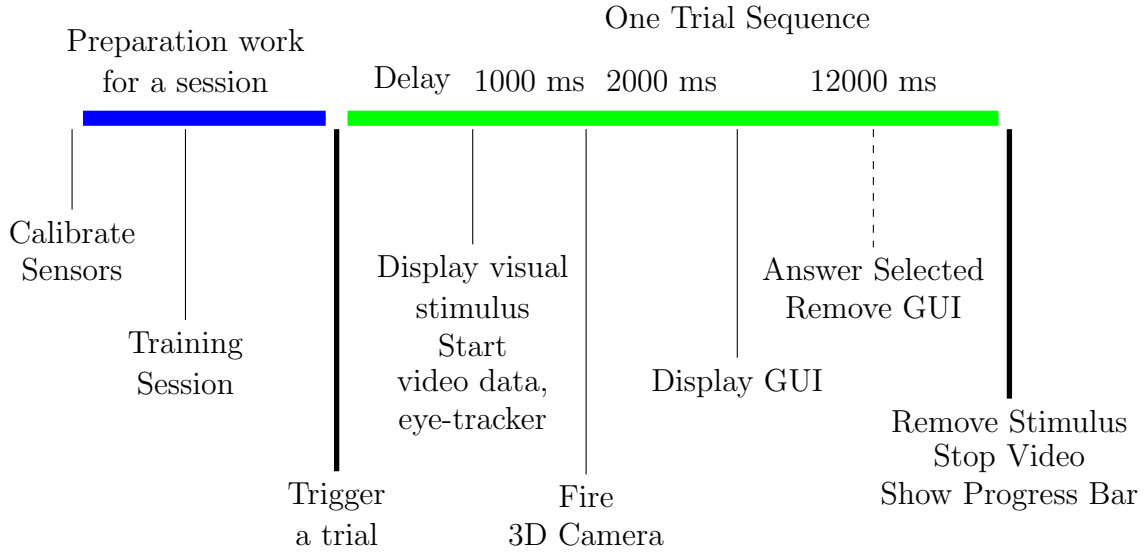 One Trial Sequence
Preparation work
for a session
Delay
1000 ms
2000 ms
12000 ms
Calibrate
Sensors
Training
Session
Trigger
a trial
Display visual
stimulus
Start
video data,
eye-tracker
Fire
3D Camera
Display GUI
Answer Selected
Remove GUI
Remove Stimulus
Stop Video
Show Progress Bar